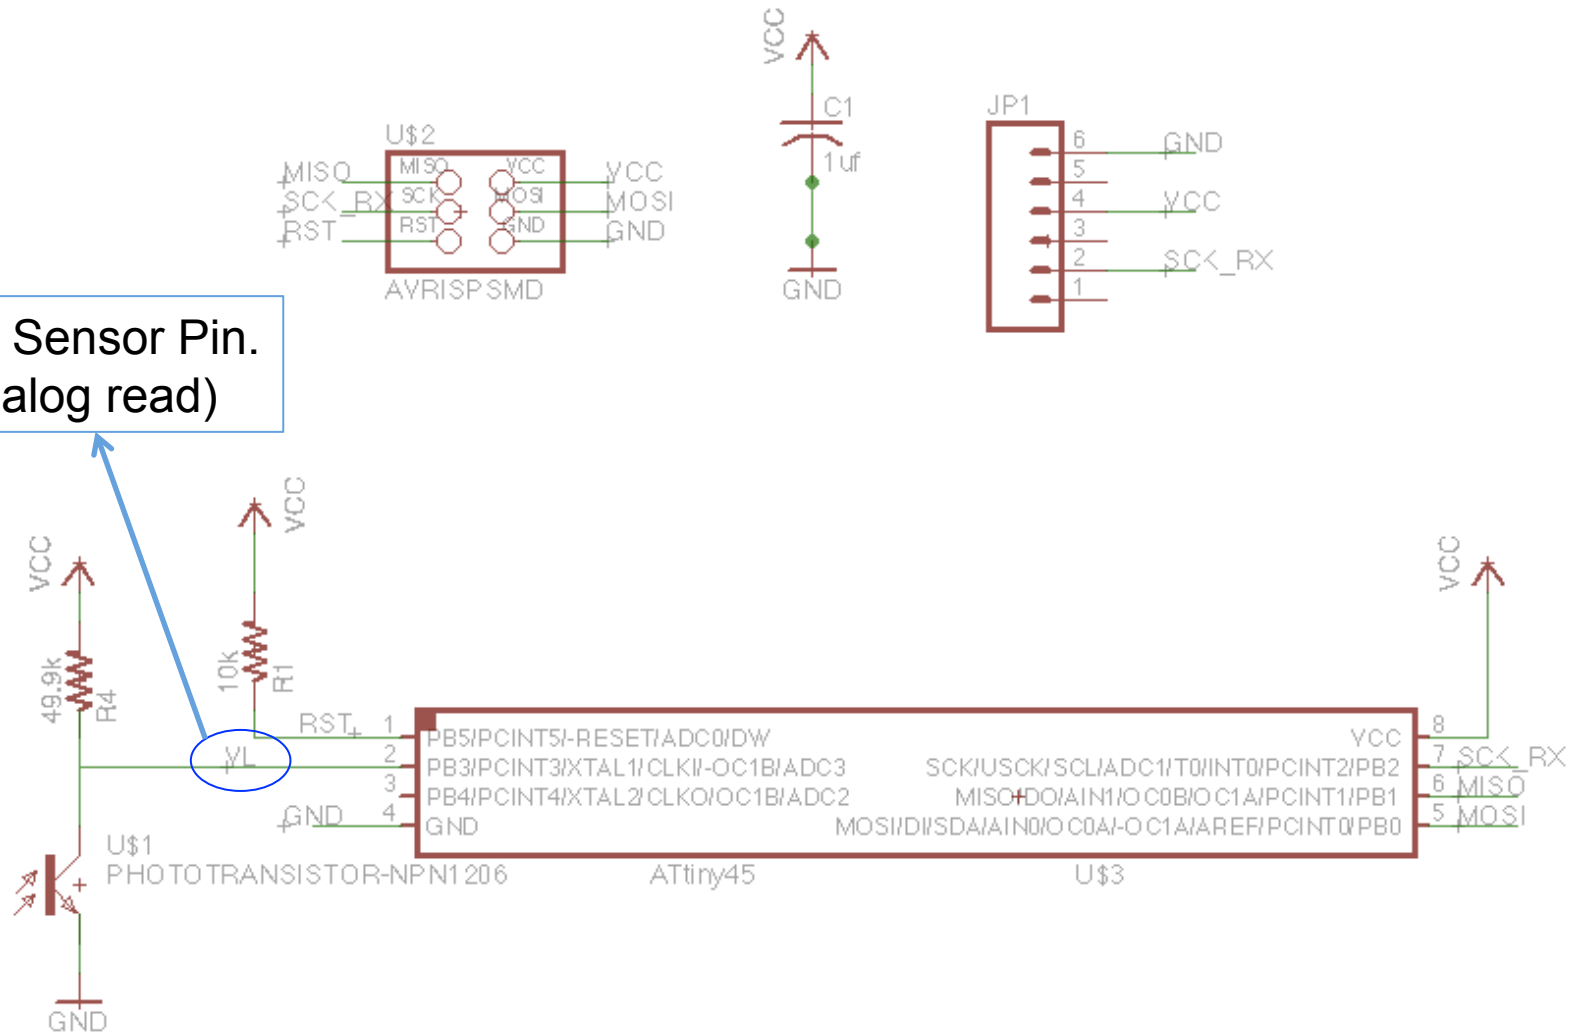 VCC
C1
1uf
GND
JP1
6 GND
5
4 VCC
3
2 SCK_RX
1
U$2
MISO MISO VCC VCC
SCK_RX SCK MOSI MOSI
RST RST GND GND
AVRISPSMD
Sensor Pin.
alog read)
VCC
49.9k
R4
VCC
10k
R1
VCC
RST 1 PB5/PCINT5/-RESET/ADC0/DW
VL 2 PB3/PCINT3/XTAL1/CLKI/-OC1B/ADC3
3 PB4/PCINT4/XTAL2/CLKO/OC1B/ADC2
GND 4 GND
VCC 8
SCK/USCK/SCL/ADC1/T0/INT0/PCINT2/PB2 7 SCK_RX
MISO/DO/AIN1/OC0B/OC1A/PCINT1/PB1 6 MISO
MOSI/DI/SDA/AIN0/OC0A/-OC1A/AREF/PCINT0/PB0 5 MOSI
U$1
PHOTOTRANSISTOR-NPN1206
ATtiny45
U$3
GND